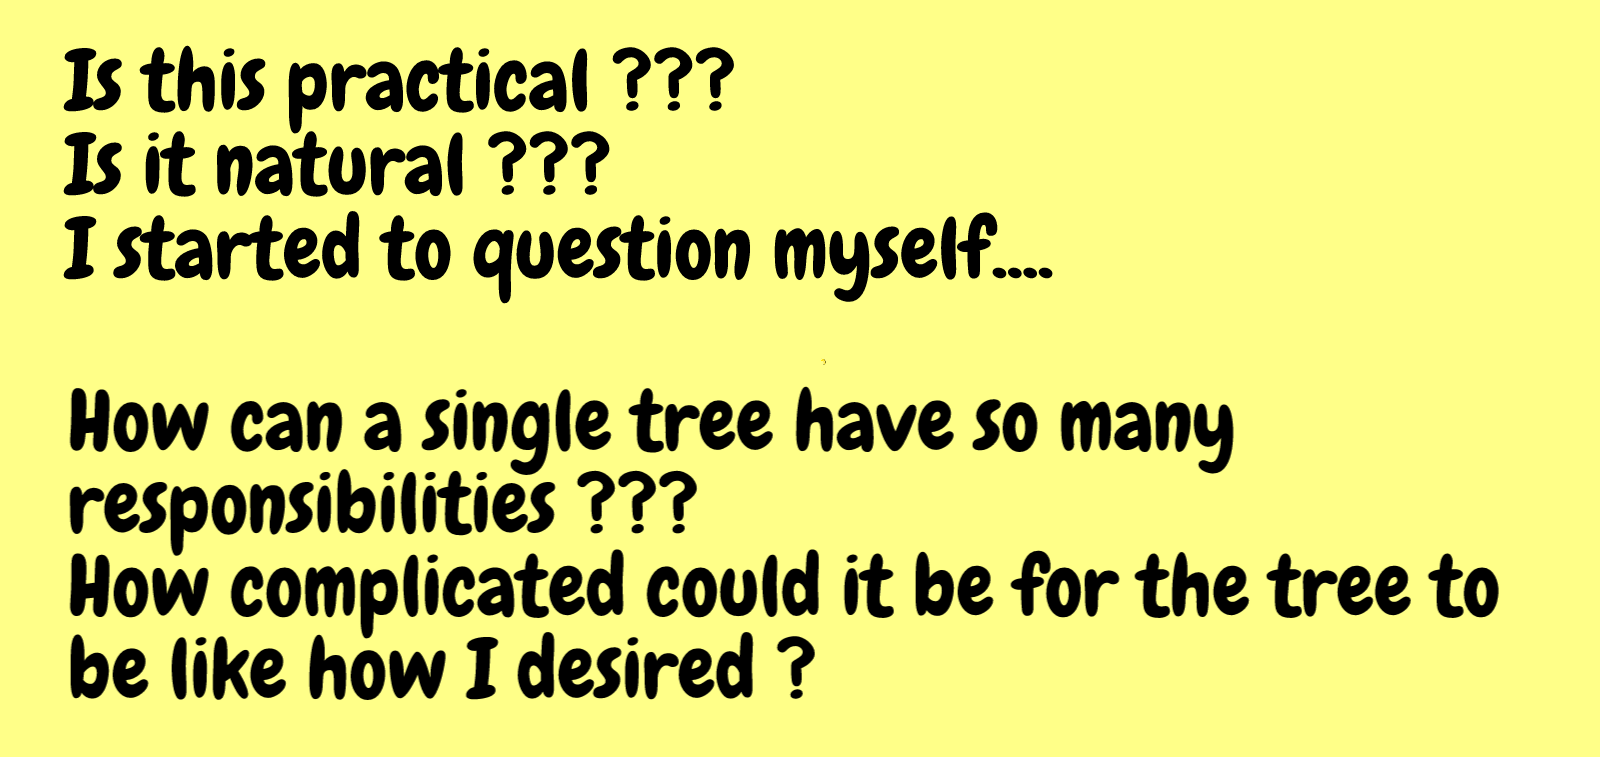 Is this practical ???
Is it natural ???
I started to question myself....
How can a single tree have so many
responsibilities ???
How complicated could it be for the tree to
be like how I desired ?